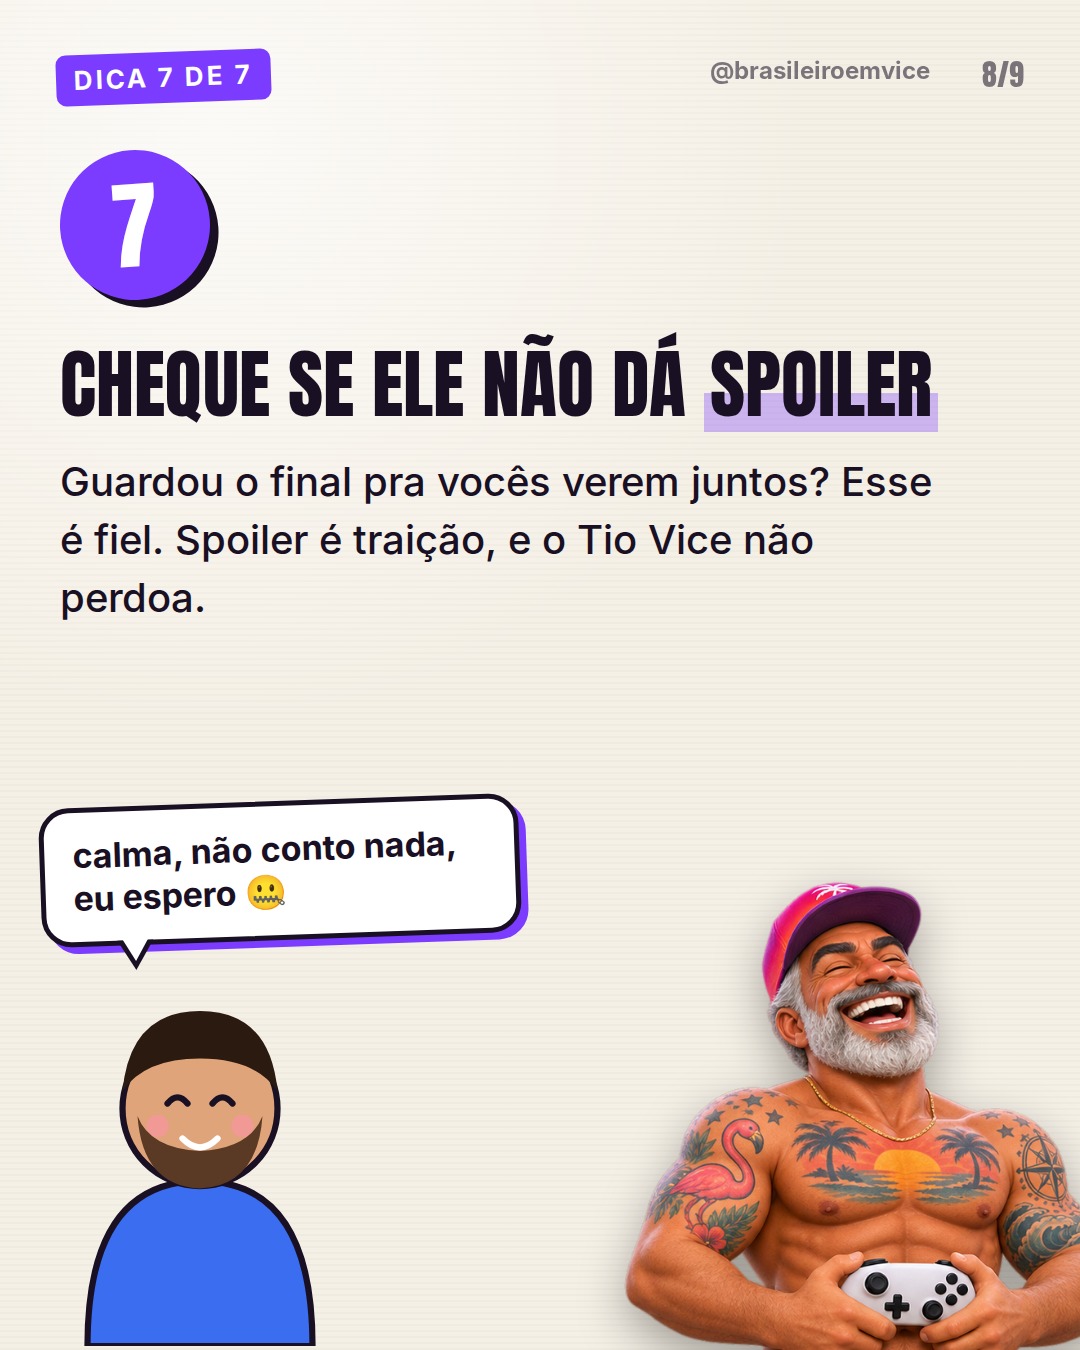 DICA 7 DE 7
@brasileiroemvice
8/9
7
CHEQUE SE ELE NÃO DÁ SPOILER
Guardou o final pra vocês verem juntos? Esse
é fiel. Spoiler é traição, e o Tio Vice não
perdoa.
calma, não conto nada,
eu espero 🤐